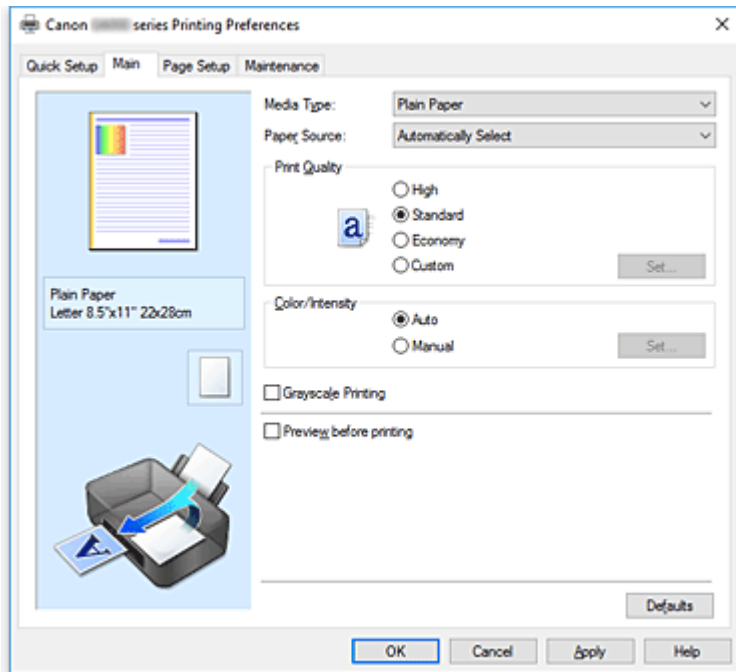 Canon series Printing Preferences
Quick Setup Main Page Setup Maintenance
Media Type: Plain Paper
Paper Source: Automatically Select
Print Quality
High
a
Standard
Economy
Custom Set...
Plain Paper
Letter 8.5"x11" 22x28cm
Color/Intensity
Auto
Manual Set...
Grayscale Printing
Preview before printing
A
Defaults
OK Cancel Apply Help